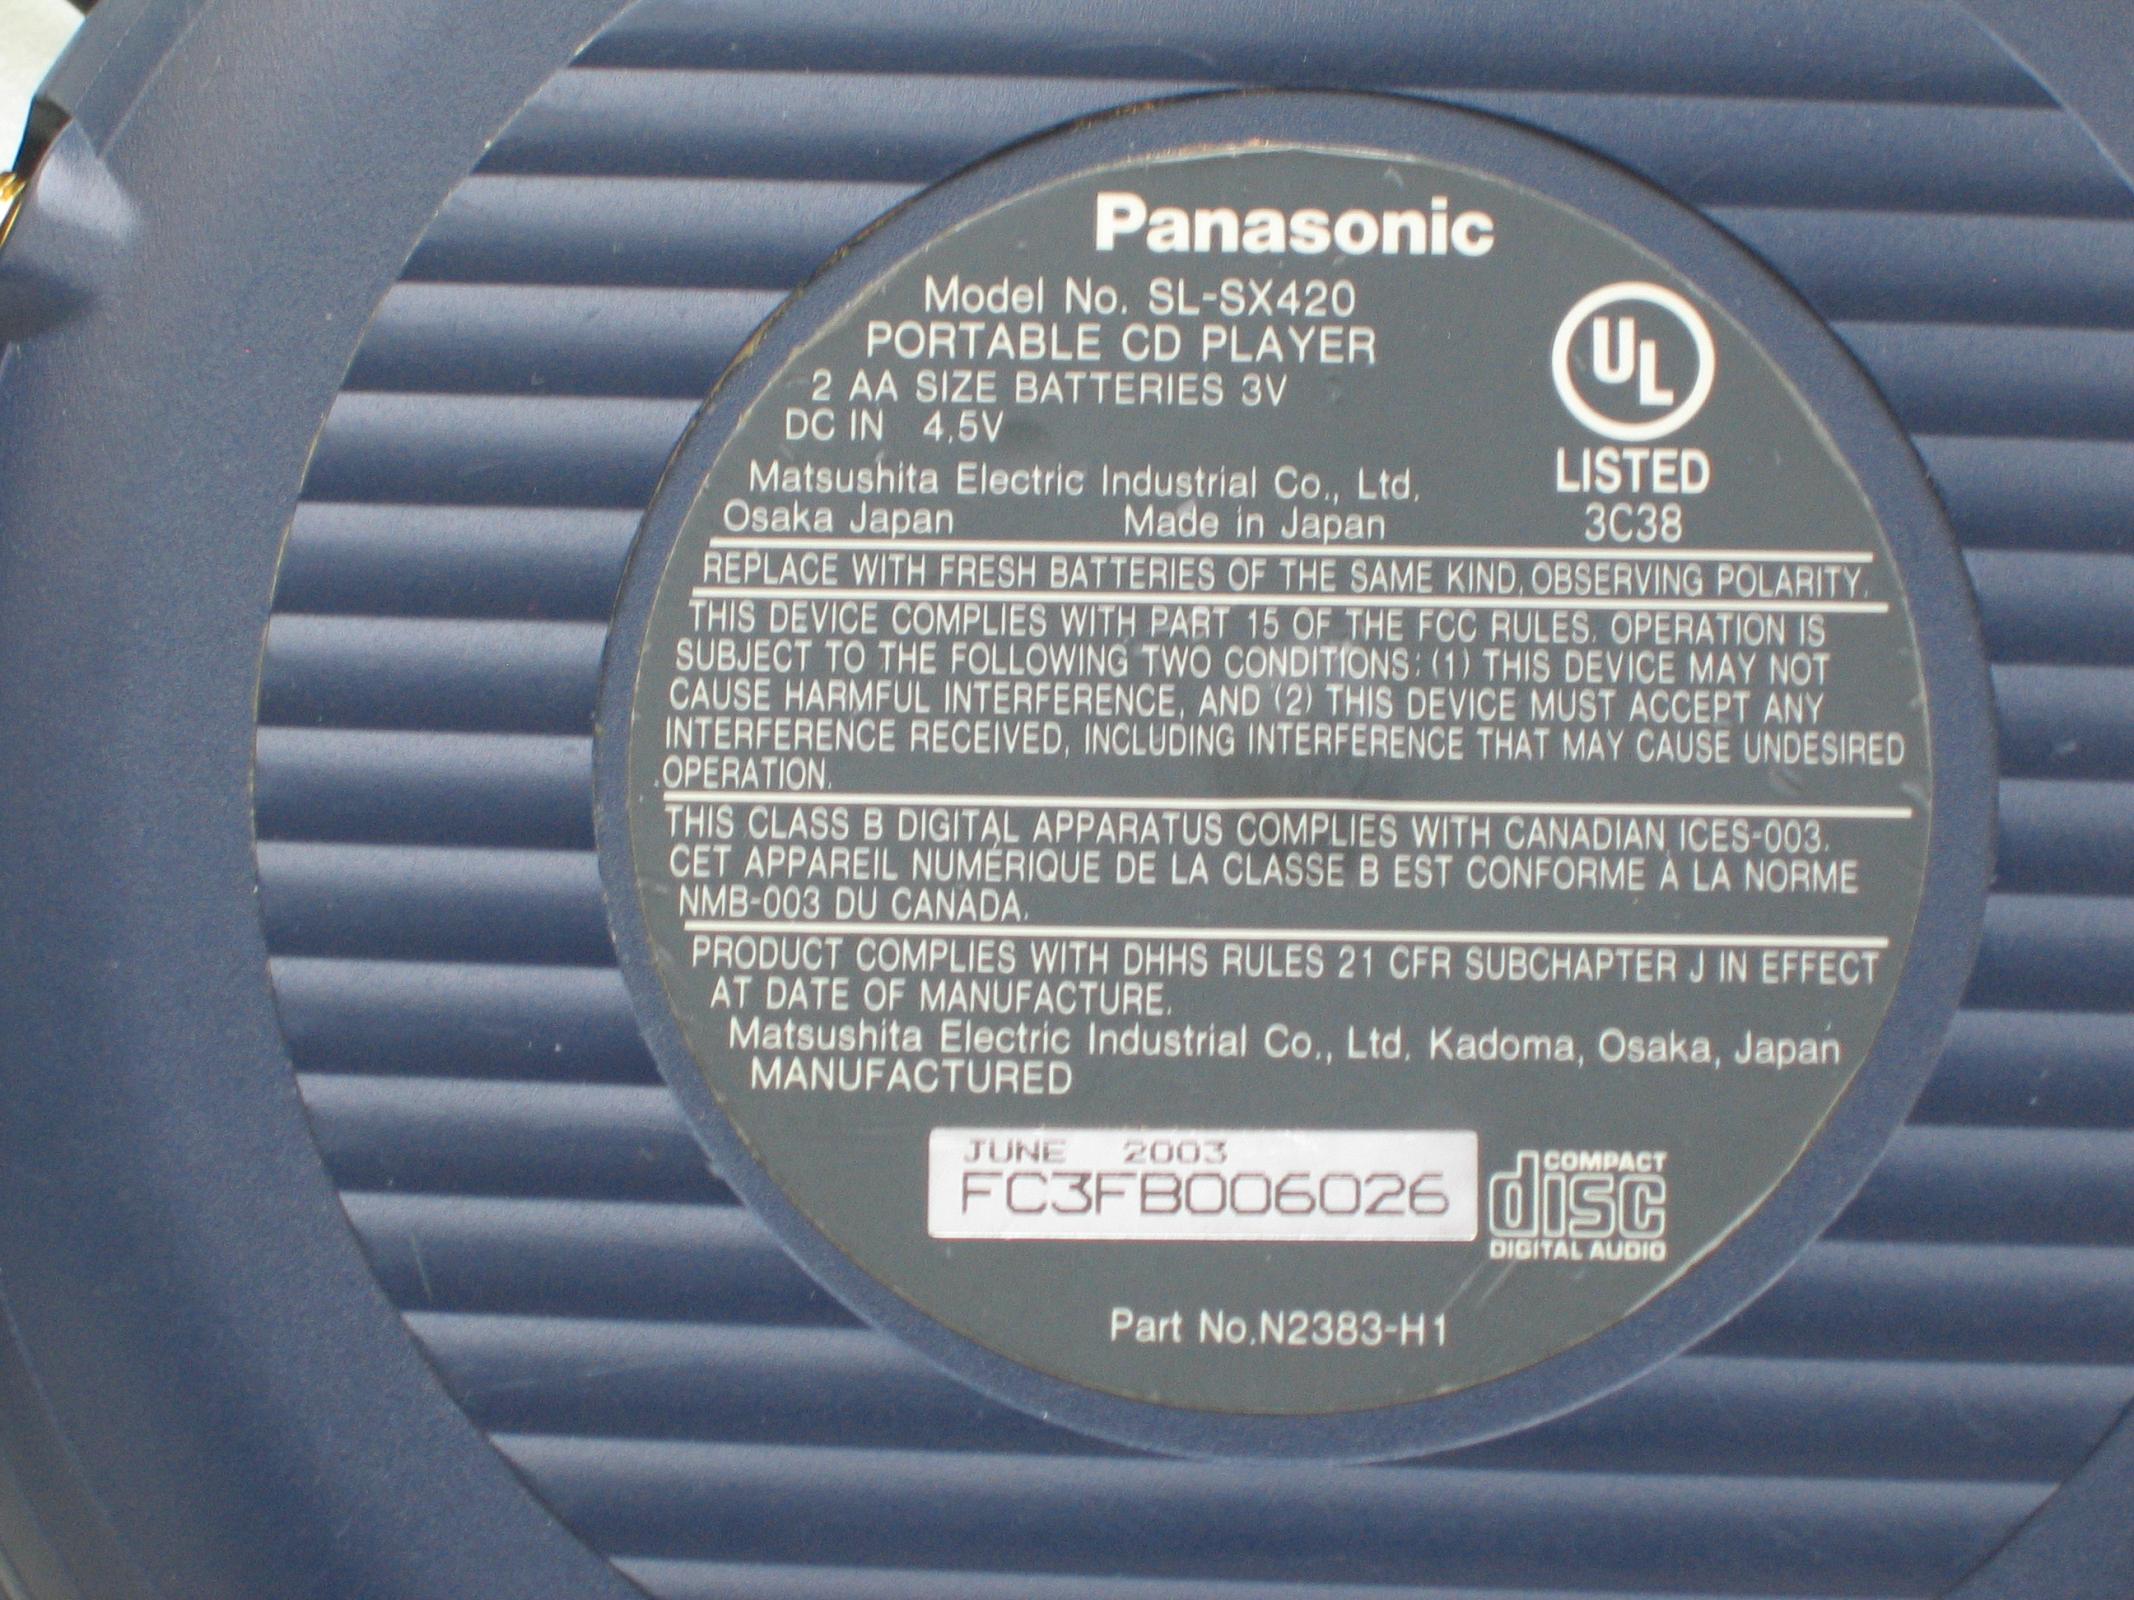 Panasonic
Model No. SL-SX420
PORTABLE CD PLAYER
2 AA SIZE BATTERIES 3V
DC IN 4.5V
UL
LISTED
3C38
Matsushita Electric Industrial Co., Ltd.
Osaka Japan Made in Japan
REPLACE WITH FRESH BATTERIES OF THE SAME KIND, OBSERVING POLARITY.
THIS DEVICE COMPLIES WITH PART 15 OF THE FCC RULES. OPERATION IS
SUBJECT TO THE FOLLOWING TWO CONDITIONS: (1) THIS DEVICE MAY NOT
CAUSE HARMFUL INTERFERENCE, AND (2) THIS DEVICE MUST ACCEPT ANY
INTERFERENCE RECEIVED, INCLUDING INTERFERENCE THAT MAY CAUSE UNDESIRED
OPERATION.
THIS CLASS B DIGITAL APPARATUS COMPLIES WITH CANADIAN ICES-003.
CET APPAREIL NUMÉRIQUE DE LA CLASSE B EST CONFORME À LA NORME
NMB-003 DU CANADA.
PRODUCT COMPLIES WITH DHHS RULES 21 CFR SUBCHAPTER J IN EFFECT
AT DATE OF MANUFACTURE.
Matsushita Electric Industrial Co., Ltd. Kadoma, Osaka, Japan
MANUFACTURED
JUNE 2003
FC3FB006026
COMPACT
disc
DIGITAL AUDIO
Part No.N2383-H1